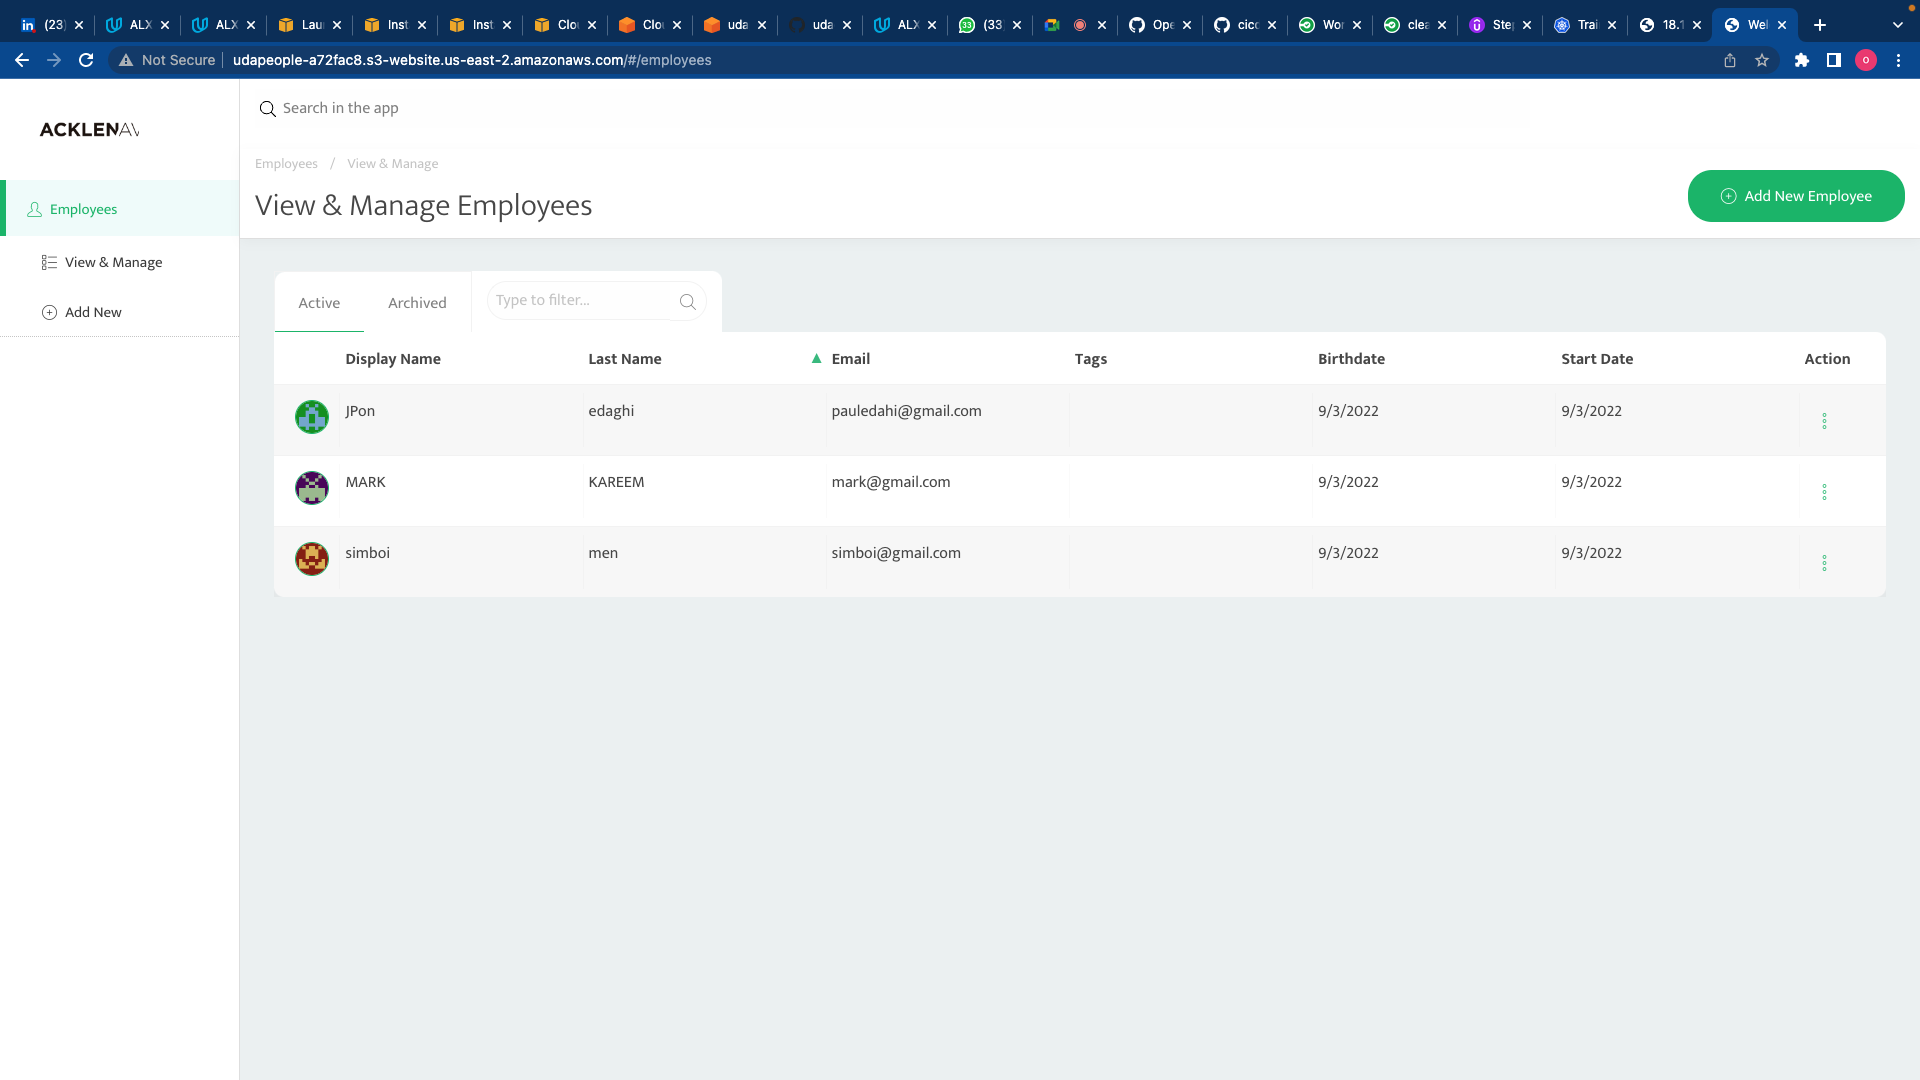 (23) ALX ALX Lau Inst Inst Clou Clo uda uda ALX (33) Ope cicd Wor clea Step Trai 18.1 Wel
Not Secure udapeople-a72fac8.s3-website.us-east-2.amazonaws.com/#/employees
ACKLENAV
Search in the app
Employees / View & Manage
View & Manage Employees
Add New Employee
Employees
View & Manage
Add New
Active Archived Type to filter...
Display Name Last Name Email Tags Birthdate Start Date Action
JPon edaghi pauledahi@gmail.com 9/3/2022 9/3/2022
MARK KAREEM mark@gmail.com 9/3/2022 9/3/2022
simboi men simboi@gmail.com 9/3/2022 9/3/2022